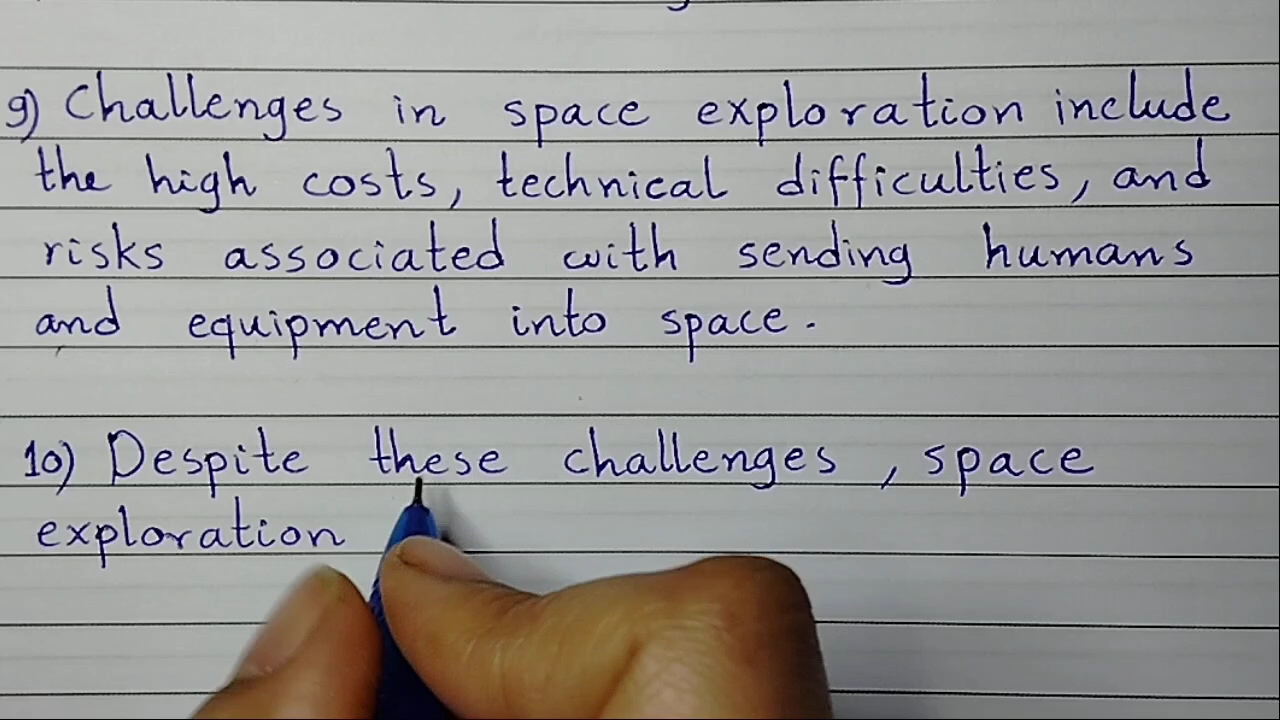 9) Challenges in space exploration include
the high costs, technical difficulties, and
risks associated with sending humans
and equipment into space.
10) Despite these challenges, space
exploration